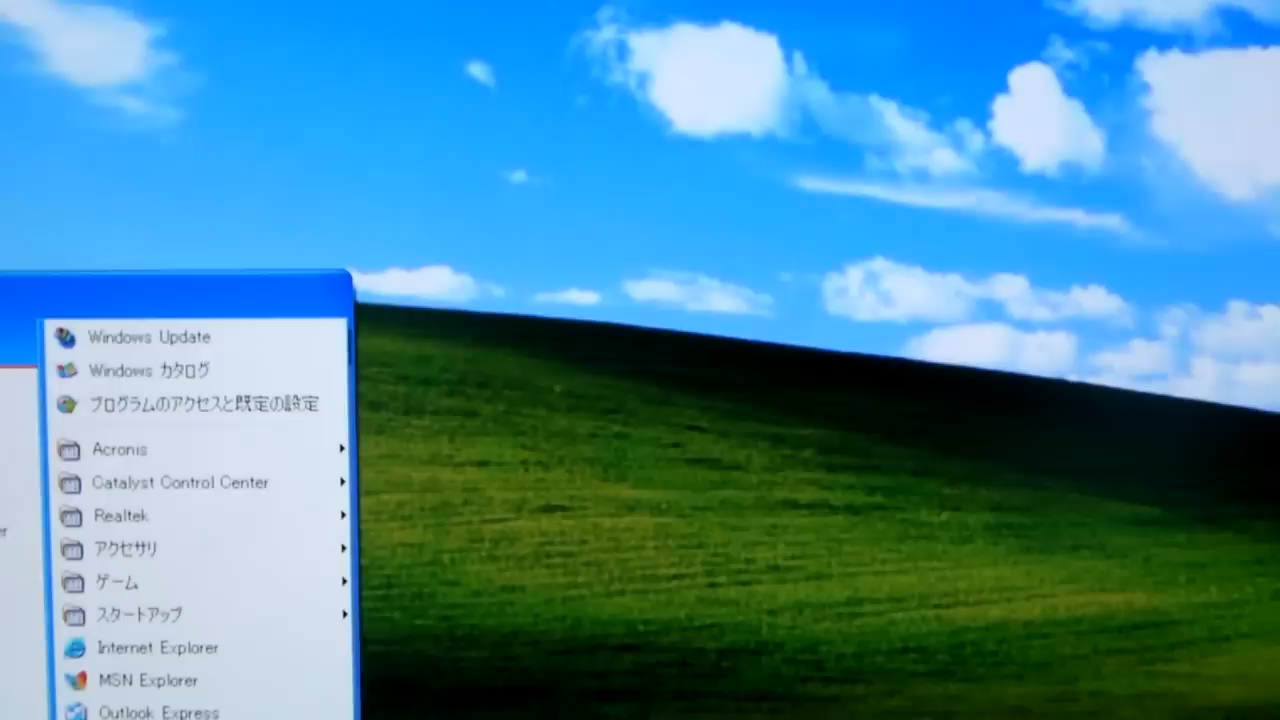 Windows Update
Windows カタログ
プログラムのアクセスと既定の設定
Acronis
Catalyst Control Center
Realtek
アクセサリ
ゲーム
スタートアップ
Internet Explorer
MSN Explorer
Outlook Express